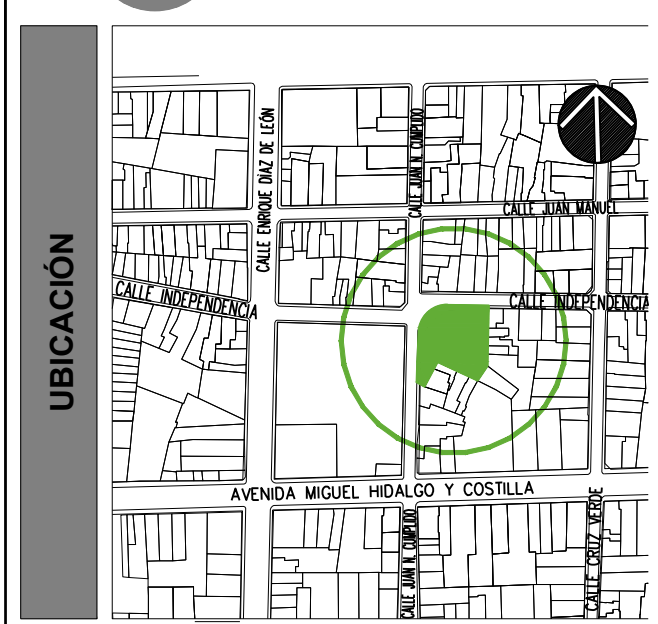 UBICACIÓN
CALLE ENRIQUE DÍAZ DE LEÓN
CALLE JUAN N. CUMPLIDO
CALLE JUAN MANUEL
CALLE INDEPENDENCIA
CALLE INDEPENDENCIA
AVENIDA MIGUEL HIDALGO Y COSTILLA
CALLE JUAN N. CUMPLIDO
CALLE CRUZ VERDE